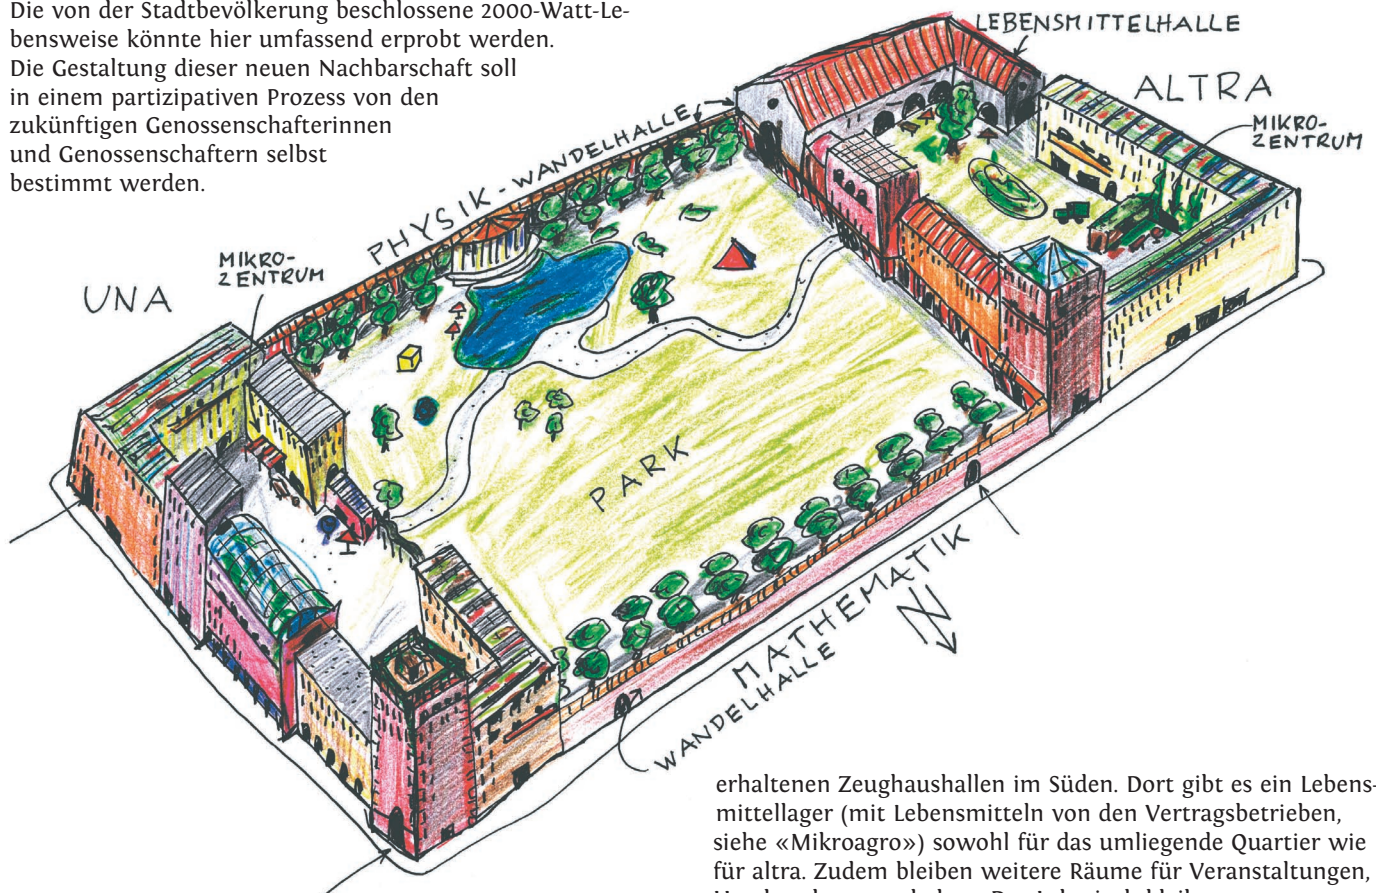 Die von der Stadtbevölkerung beschlossene 2000-Watt-Le-
bensweise könnte hier umfassend erprobt werden.
Die Gestaltung dieser neuen Nachbarschaft soll
in einem partizipativen Prozess von den
zukünftigen Genossenschafterinnen
und Genossenschaftern selbst
bestimmt werden.
LEBENSMITTELHALLE
ALTRA
MIKRO-
ZENTRUM
PHYSIK-WANDELHALLE
MIKRO-
ZENTRUM
UNA
PARK
MATHEMATIK
WANDELHALLE
N
erhaltenen Zeughaushallen im Süden. Dort gibt es ein Lebens-
mittellager (mit Lebensmitteln von den Vertragsbetrieben,
siehe «Mikroagro») sowohl für das umliegende Quartier wie
für altra. Zudem bleiben weitere Räume für Veranstaltungen,